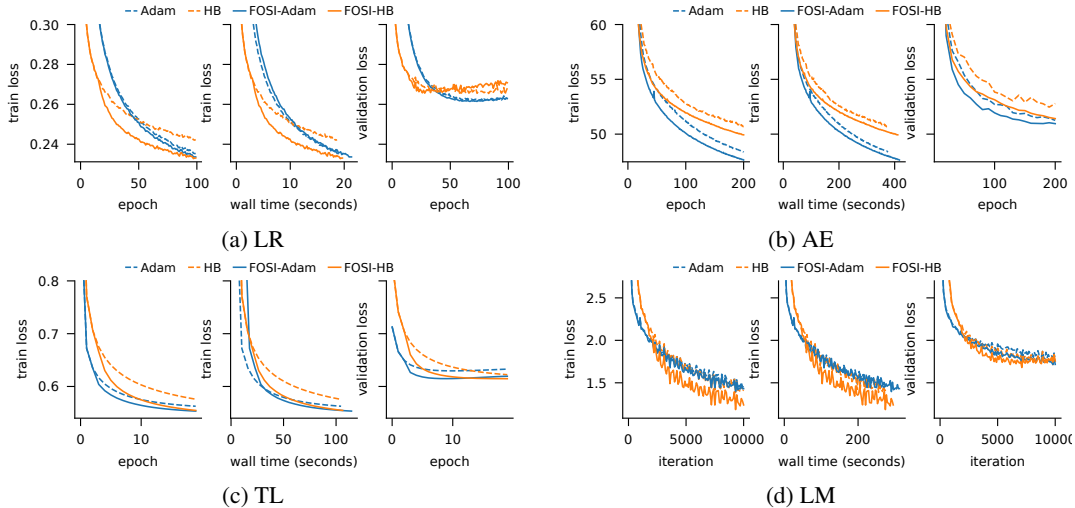 Adam HB FOSI-Adam FOSI-HB
0.30
0.28
0.26
0.24
train loss
0 50 100
epoch
train loss
0 10 20
wall time (seconds)
validation loss
0 50 100
epoch
(a) LR
Adam HB FOSI-Adam FOSI-HB
60
55
50
train loss
0 100 200
epoch
train loss
0 200 400
wall time (seconds)
validation loss
100 200
epoch
(b) AE
Adam HB FOSI-Adam FOSI-HB
0.8
0.7
0.6
train loss
10
epoch
train loss
0 50 100
wall time (seconds)
validation loss
0 10
epoch
(c) TL
Adam HB FOSI-Adam FOSI-HB
2.5
2.0
1.5
train loss
0 5000 10000
iteration
train loss
0 200
wall time (seconds)
validation loss
0 5000 10000
iteration
(d) LM